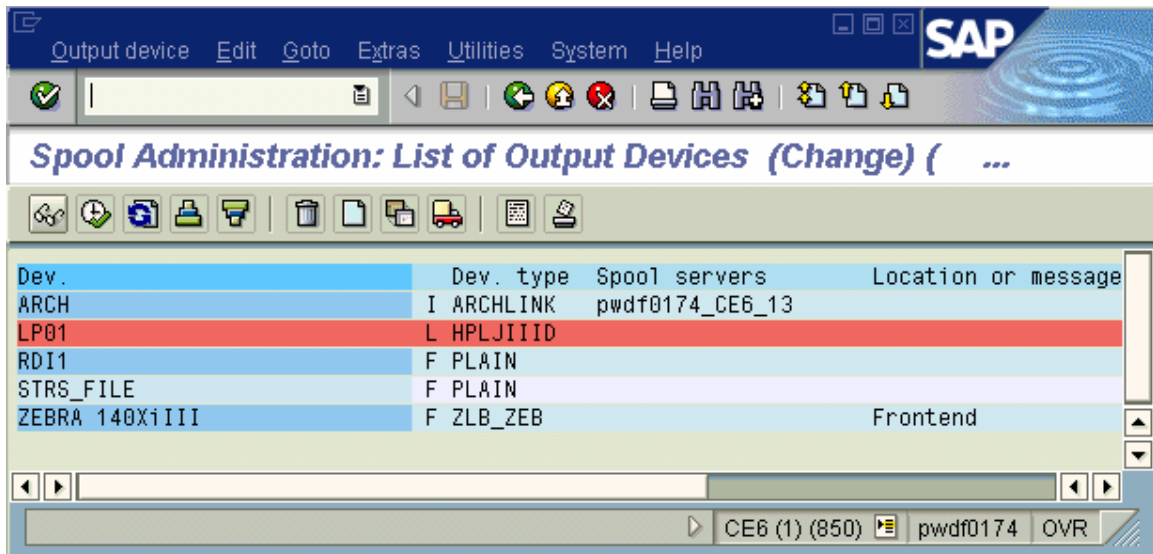 Output device Edit Goto Extras Utilities System Help
SAP
Spool Administration: List of Output Devices (Change) ( ...
Dev. Dev. type Spool servers Location or message
ARCH I ARCHLINK pwdf0174_CE6_13
LP01 L HPLJIIID
RDI1 F PLAIN
STRS_FILE F PLAIN
ZEBRA 140XiIII F ZLB_ZEB Frontend
CE6 (1) (850) pwdf0174 OVR